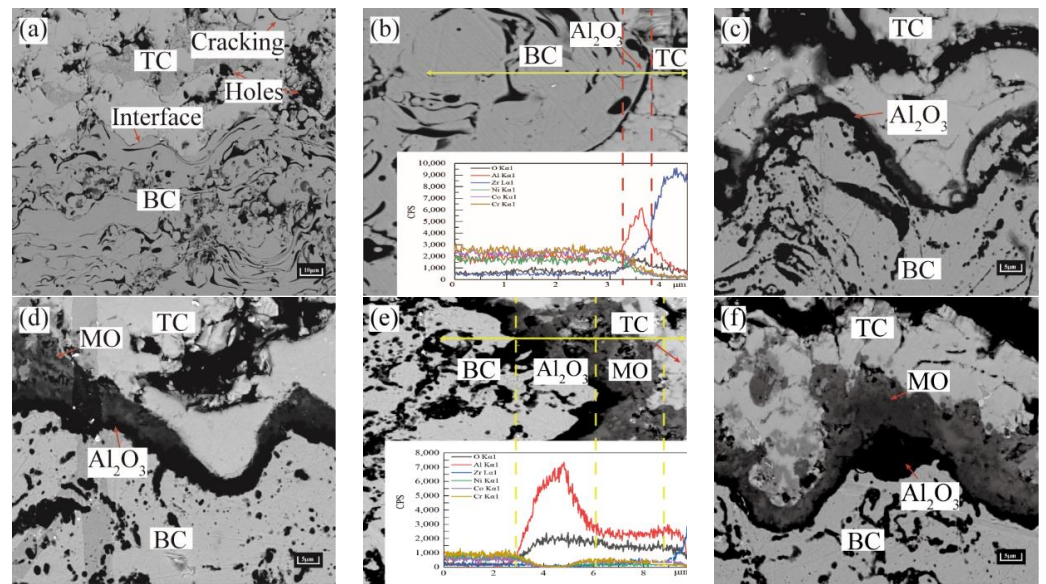 (a)
Cracking
TC
Holes
Interface
BC
10μm
(b)
Al₂O₃
BC
TC
10,000
9,000
8,000
7,000
6,000
5,000
4,000
3,000
2,000
1,000
0
CPS
O Kα1
Al Kα1
Zr Lα1
Ni Kα1
Co Kα1
Cr Kα1
0 1 2 3 4 μm
(c)
Al₂O₃
BC
5μm
(d)
MO
TC
Al₂O₃
BC
5μm
(e)
TC
BC
Al₂O₃
MO
8,000
7,000
6,000
5,000
4,000
3,000
2,000
1,000
0
CPS
O Kα1
Al Kα1
Zr Lα1
Ni Kα1
Co Kα1
Cr Kα1
0 2 4 6 8 μm
(f)
TC
MO
Al₂O₃
BC
5μm